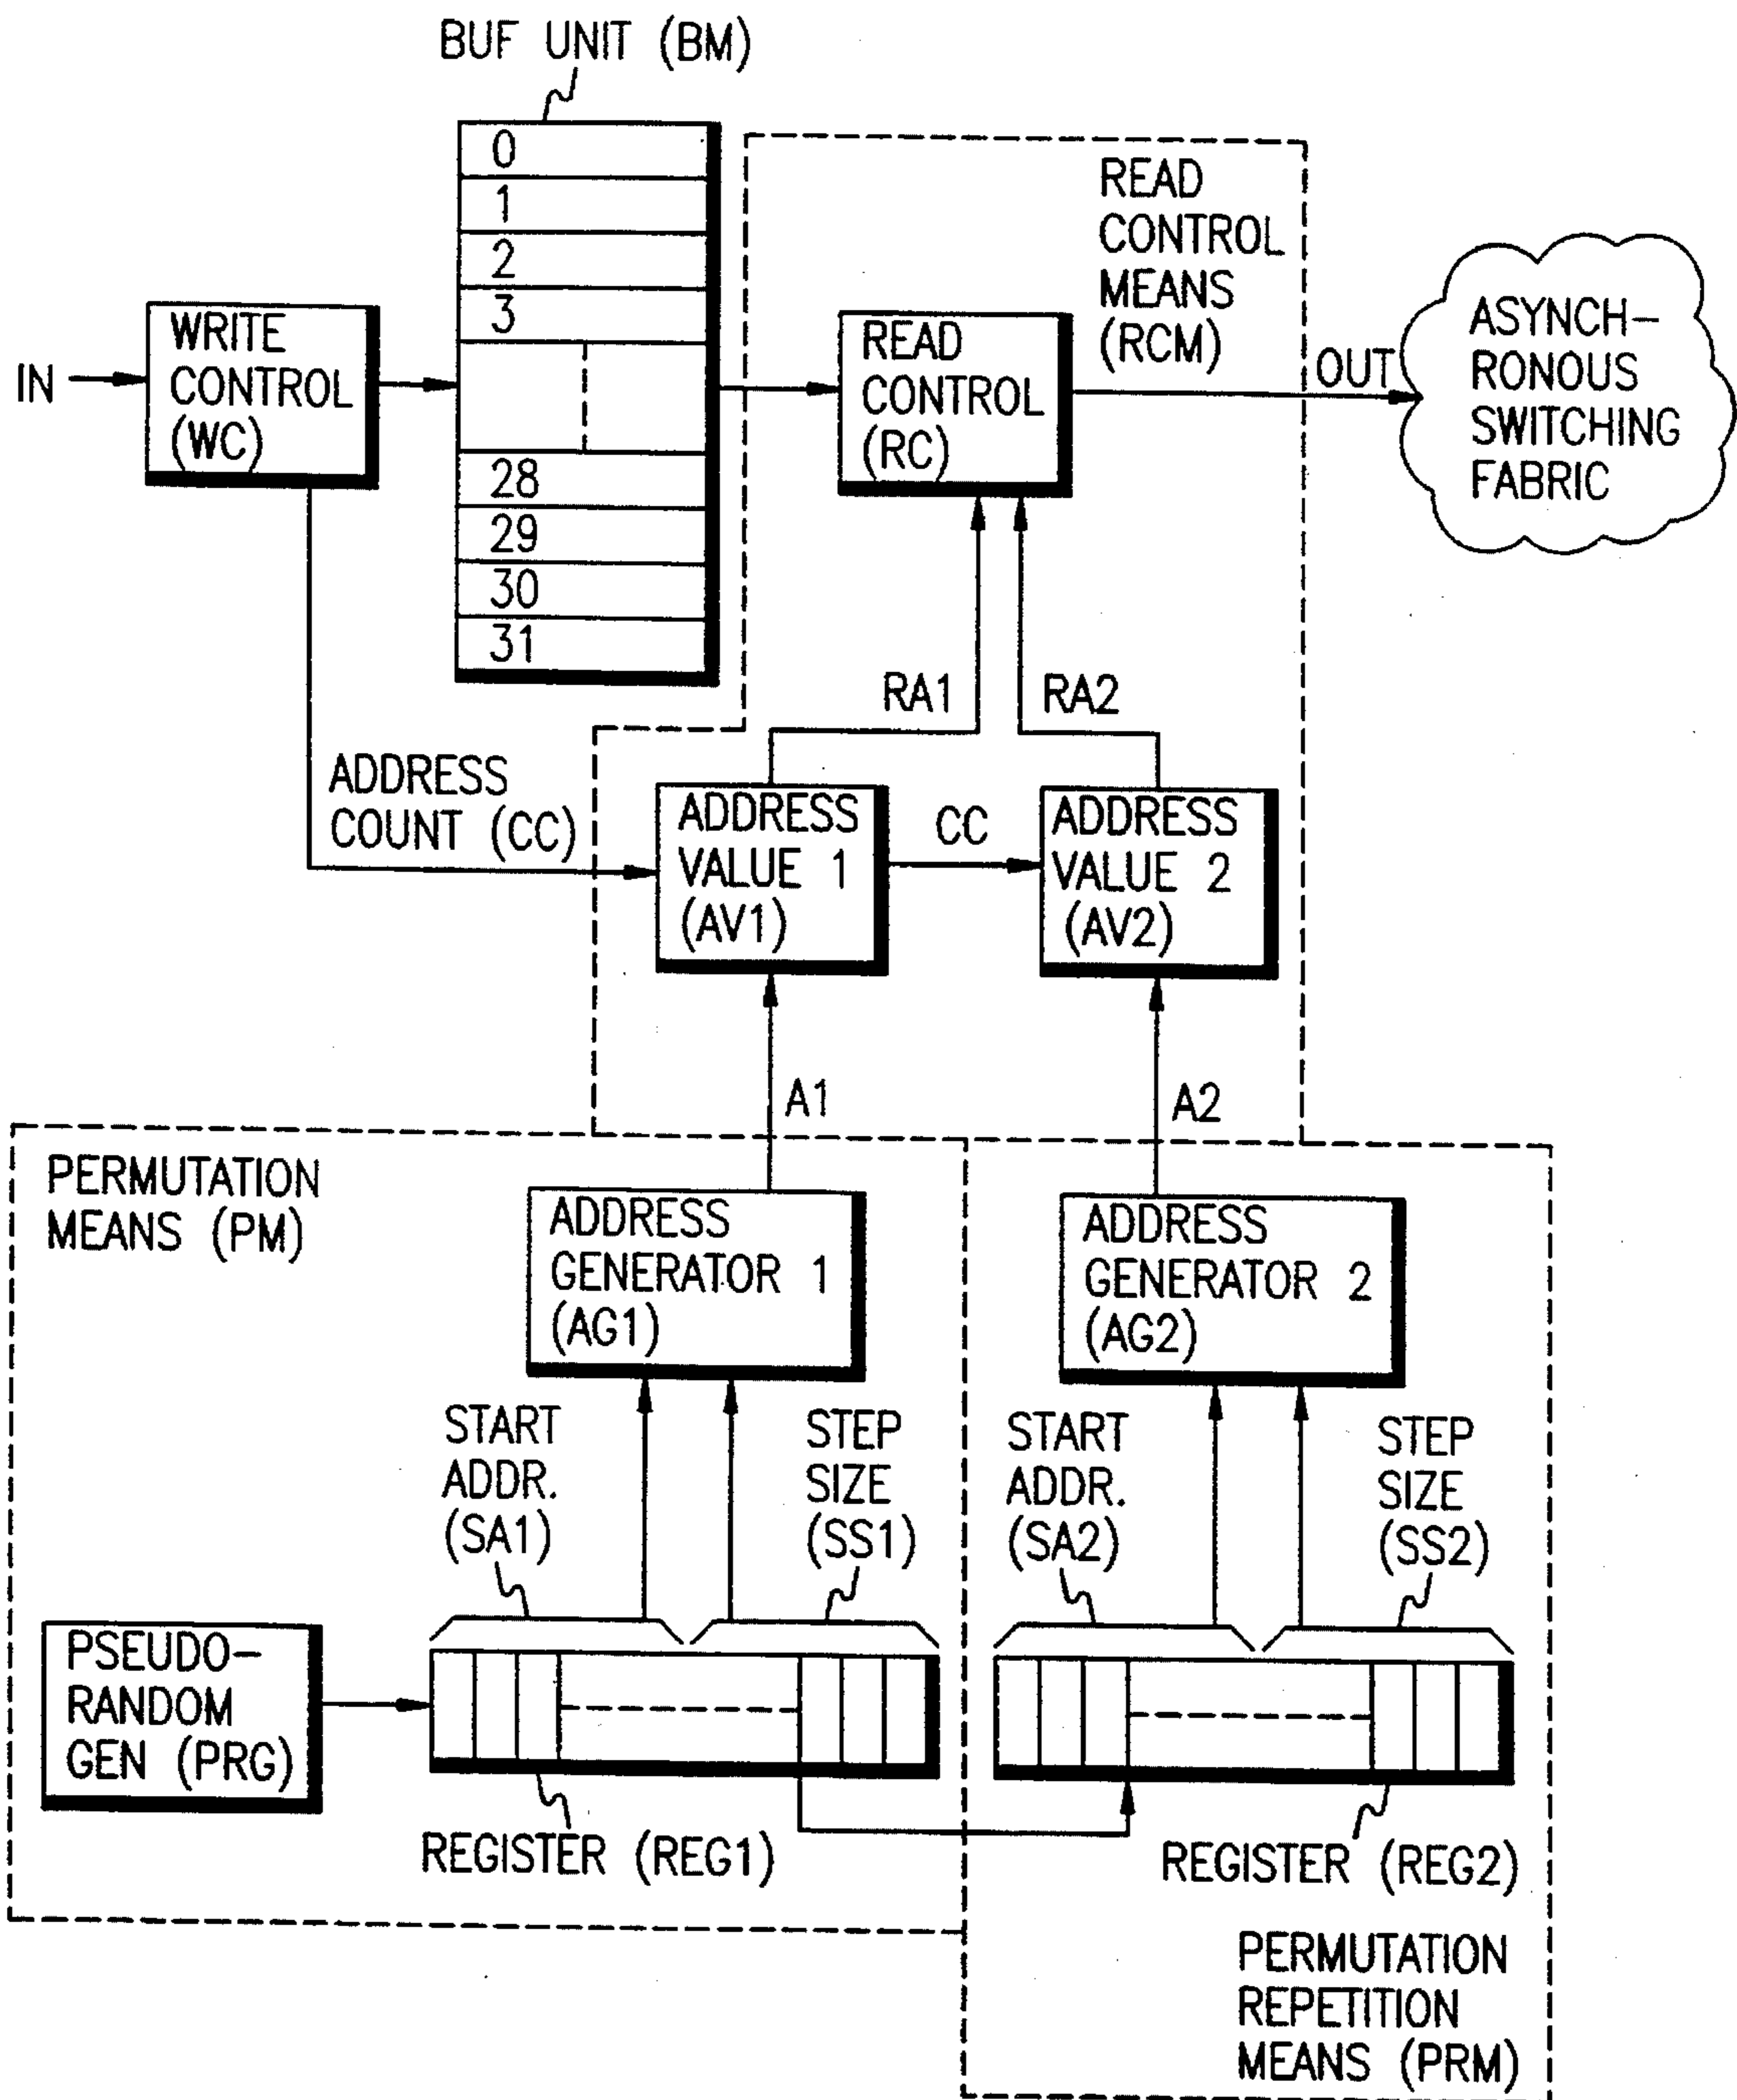 BUF UNIT (BM)
0
1
2
3
28
29
30
31
READ
CONTROL
MEANS
(RCM)
IN
WRITE
CONTROL
(WC)
READ
CONTROL
(RC)
OUT
ASYNCH-
RONOUS
SWITCHING
FABRIC
RA1
RA2
ADDRESS
COUNT (CC)
ADDRESS
VALUE 1
(AV1)
CC
ADDRESS
VALUE 2
(AV2)
A1
A2
PERMUTATION
MEANS (PM)
ADDRESS
GENERATOR 1
(AG1)
ADDRESS
GENERATOR 2
(AG2)
START
ADDR.
(SA1)
STEP
SIZE
(SS1)
START
ADDR.
(SA2)
STEP
SIZE
(SS2)
PSEUDO-
RANDOM
GEN (PRG)
REGISTER (REG1)
REGISTER (REG2)
PERMUTATION
REPETITION
MEANS (PRM)